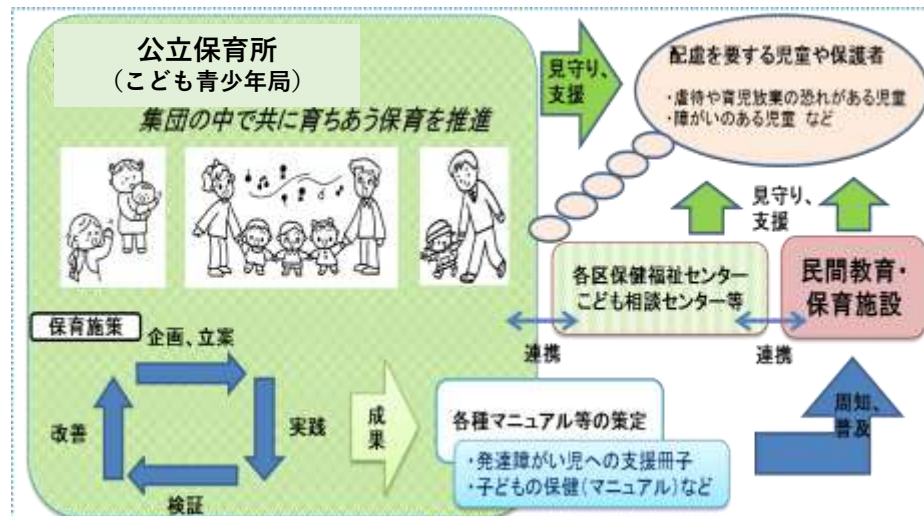 公立保育所
（こども青少年局）
集団の中で共に育ちあう保育を推進
見守り、
支援
配慮を要する児童や保護者
・虐待や育児放棄の恐れがある児童
・障がいのある児童 など
見守り、
支援
各区保健福祉センター
こども相談センター等
民間教育・
保育施設
連携
連携
保育施策
企画、立案
実践
検証
改善
成果
各種マニュアル等の策定
・発達障がい児への支援冊子
・子どもの保健（マニュアル）など
周知、
普及